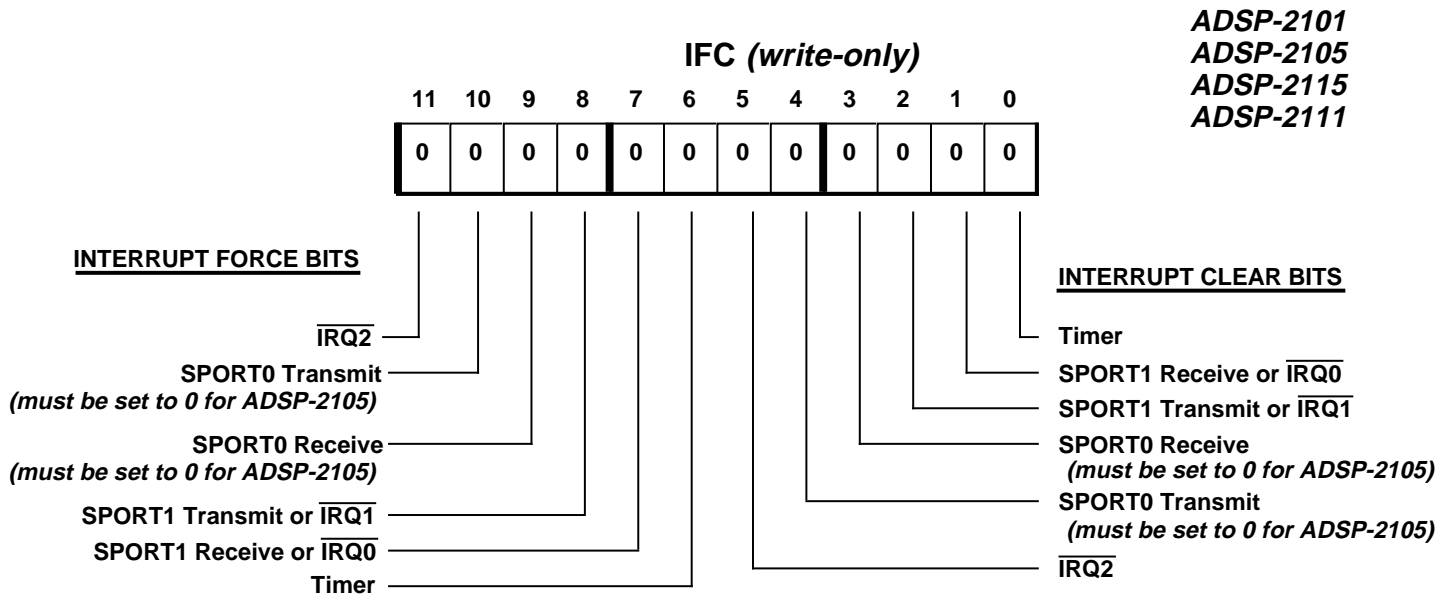 ADSP-2101
ADSP-2105
ADSP-2115
ADSP-2111
IFC (write-only)
11 10 9 8 7 6 5 4 3 2 1 0
0 0 0 0 0 0 0 0 0 0 0 0
INTERRUPT FORCE BITS
IRQ2
SPORT0 Transmit
(must be set to 0 for ADSP-2105)
SPORT0 Receive
(must be set to 0 for ADSP-2105)
SPORT1 Transmit or IRQ1
SPORT1 Receive or IRQ0
Timer
INTERRUPT CLEAR BITS
Timer
SPORT1 Receive or IRQ0
SPORT1 Transmit or IRQ1
SPORT0 Receive
(must be set to 0 for ADSP-2105)
SPORT0 Transmit
(must be set to 0 for ADSP-2105)
IRQ2